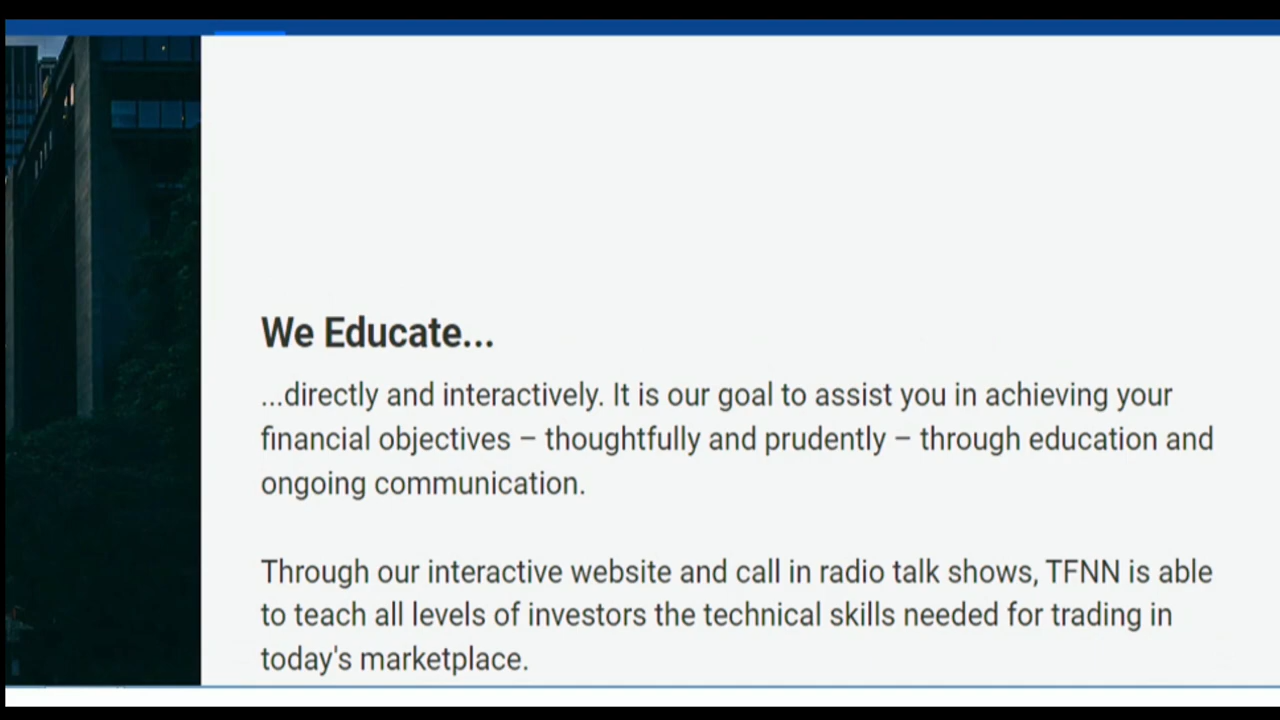 We Educate...
...directly and interactively. It is our goal to assist you in achieving your
financial objectives – thoughtfully and prudently – through education and
ongoing communication.
Through our interactive website and call in radio talk shows, TFNN is able
to teach all levels of investors the technical skills needed for trading in
today's marketplace.